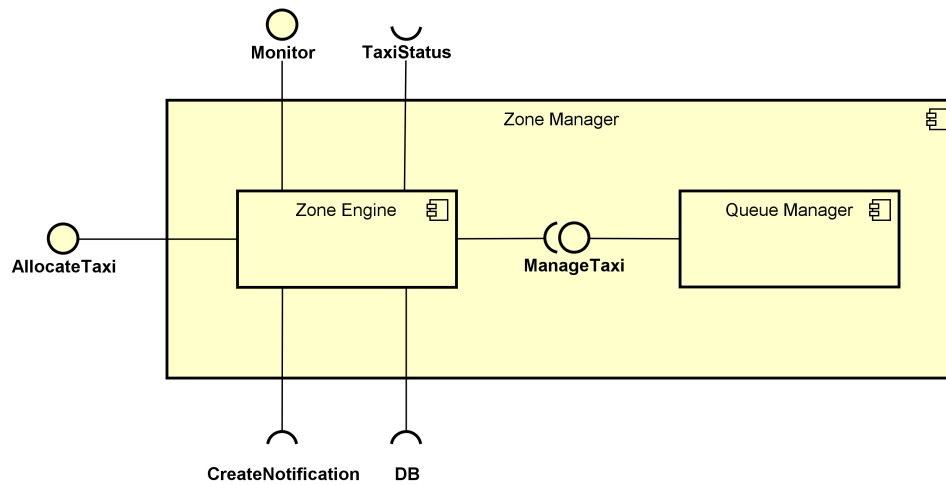 Monitor
TaxiStatus
Zone Manager
Zone Engine
Queue Manager
AllocateTaxi
ManageTaxi
CreateNotification
DB